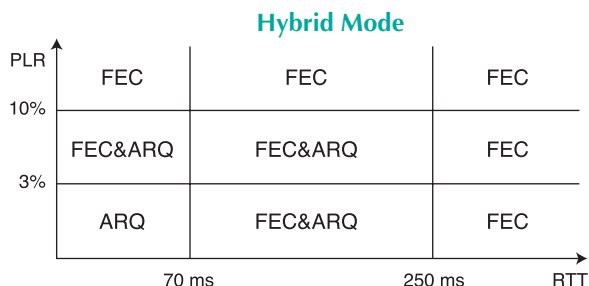 Hybrid Mode
PLR
FEC FEC FEC
10%
FEC&ARQ FEC&ARQ FEC
3%
ARQ FEC&ARQ FEC
70 ms 250 ms RTT